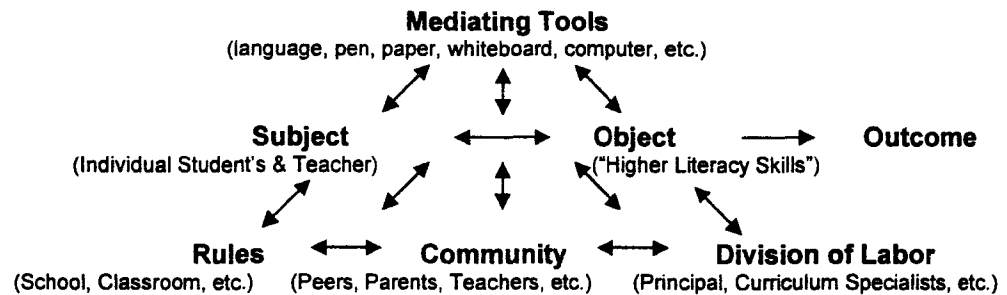 Mediating Tools
(language, pen, paper, whiteboard, computer, etc.)
Subject Object Outcome
(Individual Student's & Teacher) ("Higher Literacy Skills")
Rules Community Division of Labor
(School, Classroom, etc.) (Peers, Parents, Teachers, etc.) (Principal, Curriculum Specialists, etc,)